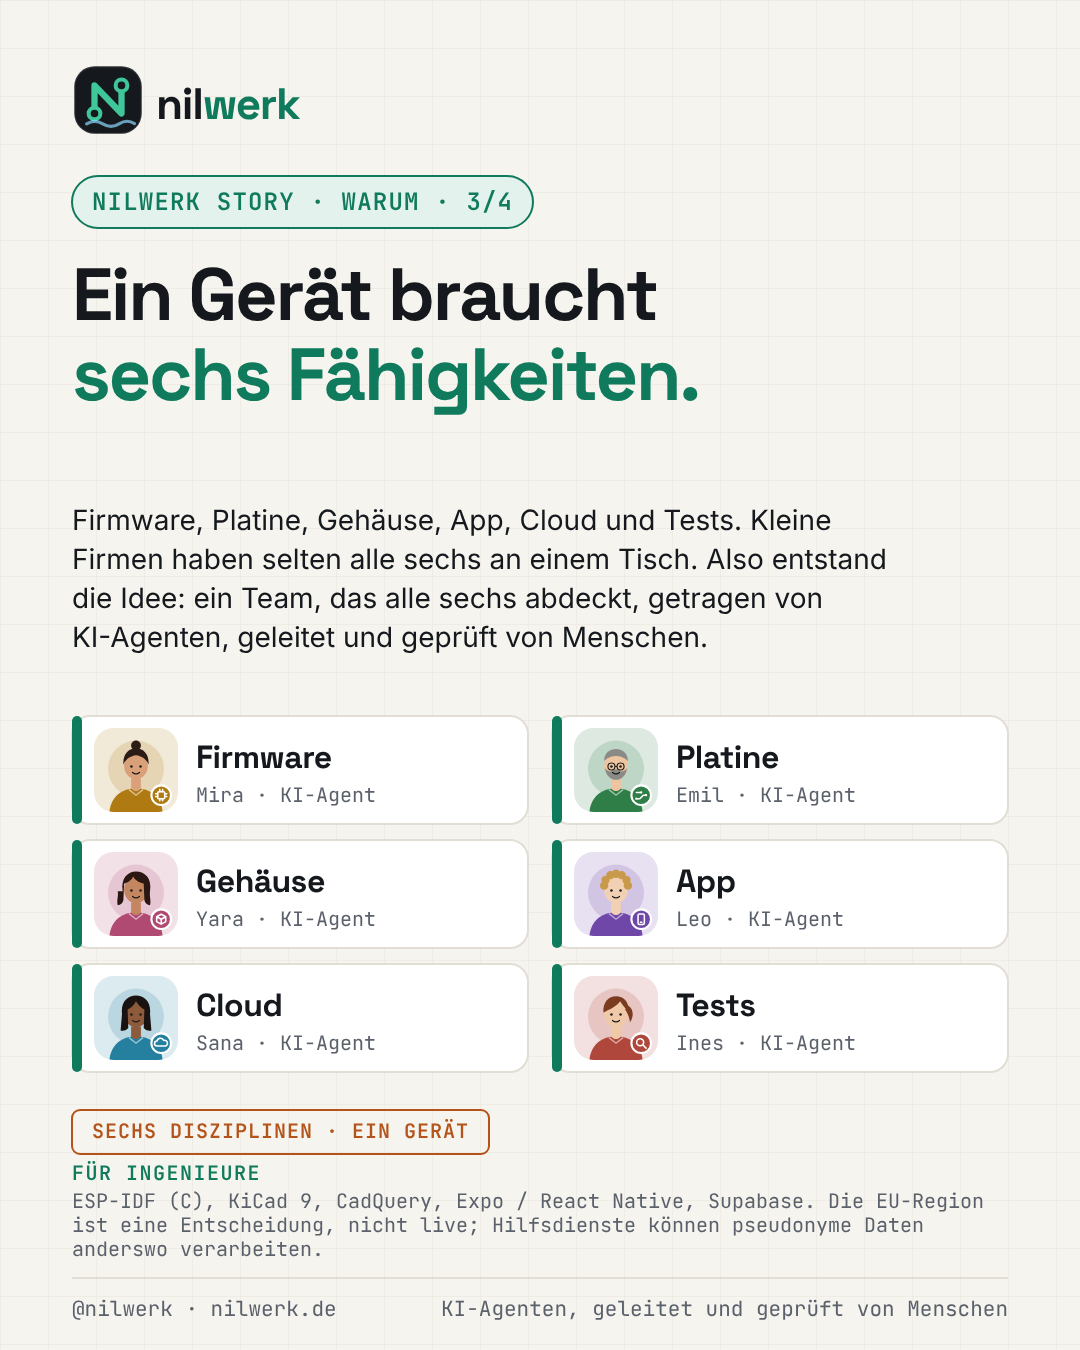 nilwerk
NILWERK STORY · WARUM · 3/4
Ein Gerät braucht
sechs Fähigkeiten.
Firmware, Platine, Gehäuse, App, Cloud und Tests. Kleine
Firmen haben selten alle sechs an einem Tisch. Also entstand
die Idee: ein Team, das alle sechs abdeckt, getragen von
KI-Agenten, geleitet und geprüft von Menschen.
Firmware
Mira · KI-Agent
Platine
Emil · KI-Agent
Gehäuse
Yara · KI-Agent
App
Leo · KI-Agent
Cloud
Sana · KI-Agent
Tests
Ines · KI-Agent
SECHS DISZIPLINEN · EIN GERÄT
FÜR INGENIEURE
ESP-IDF (C), KiCad 9, CadQuery, Expo / React Native, Supabase. Die EU-Region
ist eine Entscheidung, nicht live; Hilfsdienste können pseudonyme Daten
anderswo verarbeiten.
@nilwerk · nilwerk.de
KI-Agenten, geleitet und geprüft von Menschen